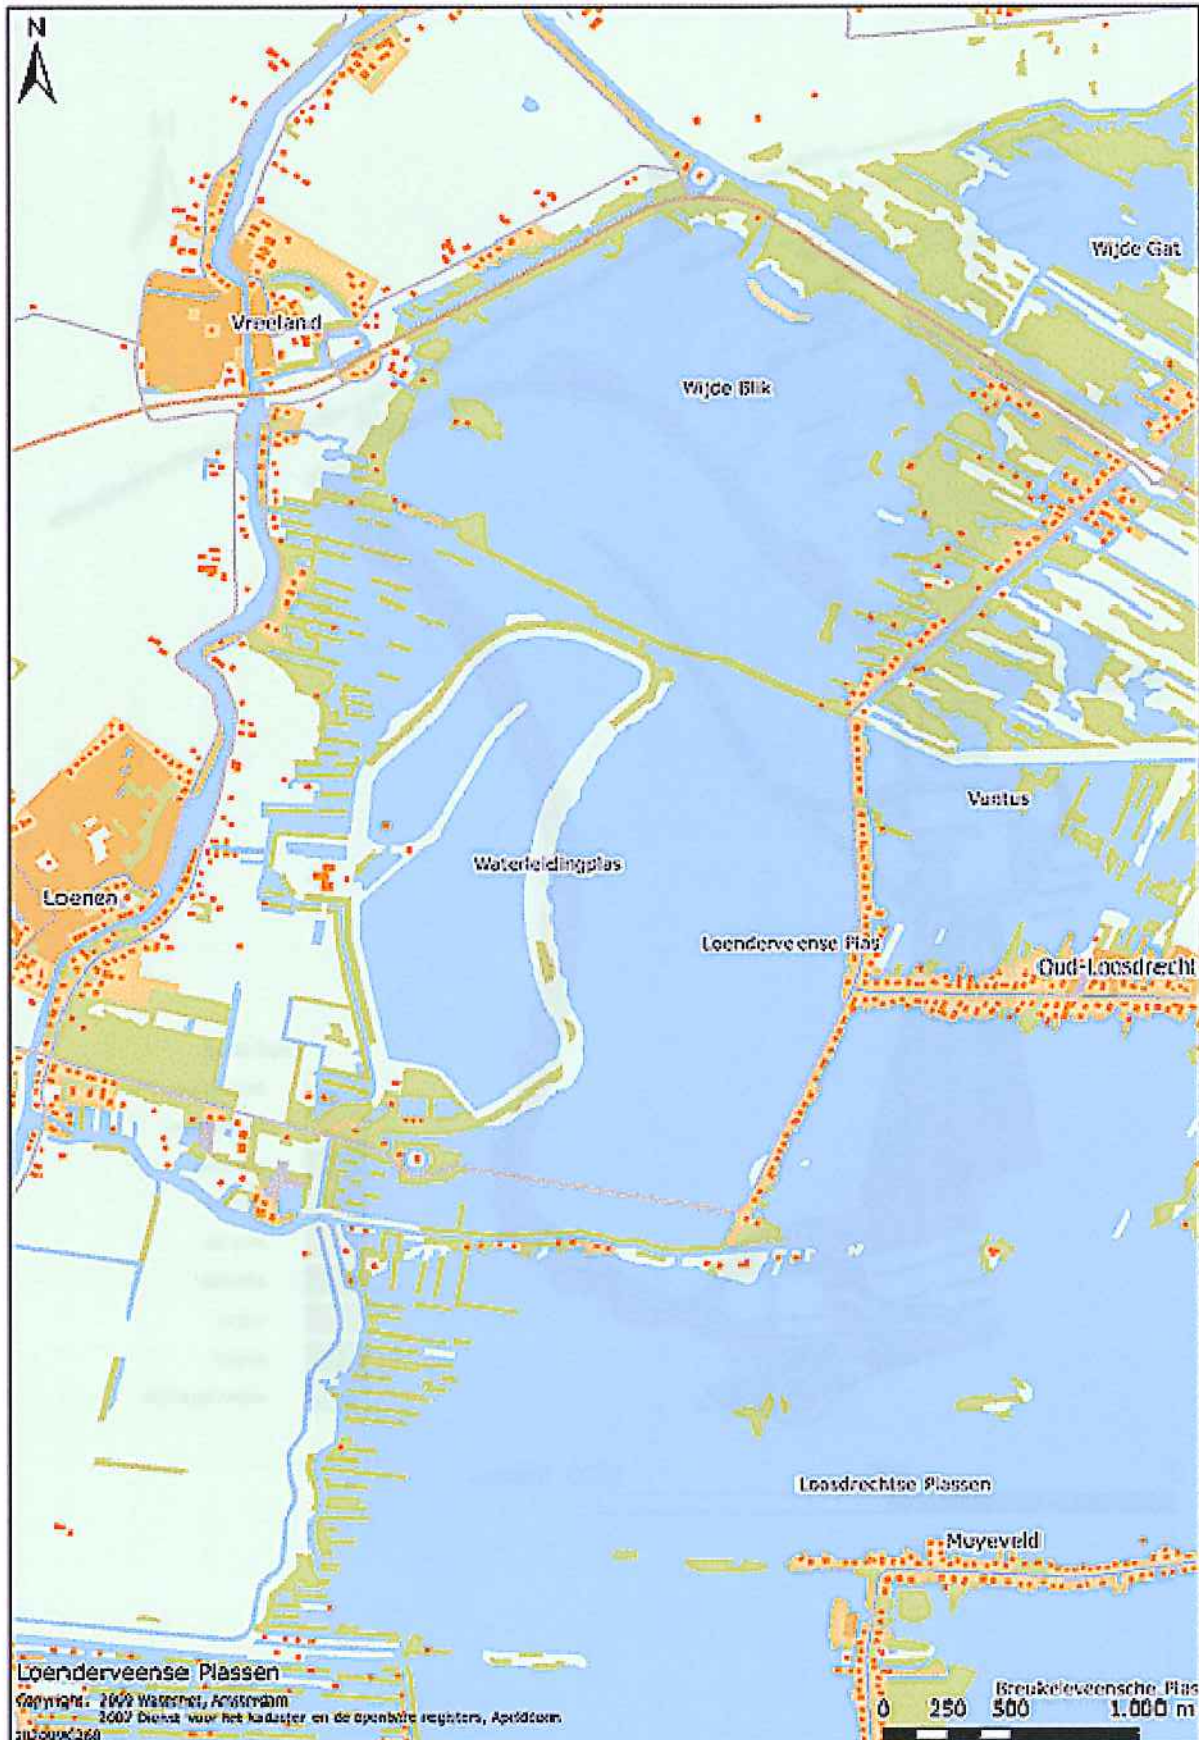 N
Wijde Gat
Vreeland
Wijde Blik
Vuntus
Waterleidingplas
Loenen
Loenderveense Plas
Oud-Loosdrecht
Loosdrechtse Plassen
Muyeveld
Loenderveense Plassen
Copyright: 2009 Waternet, Amsterdam
2007 Dienst voor het kadaster en de openbare registers, Apeldoorn
Breukeleveensche Plas
0 250 500 1.000 m